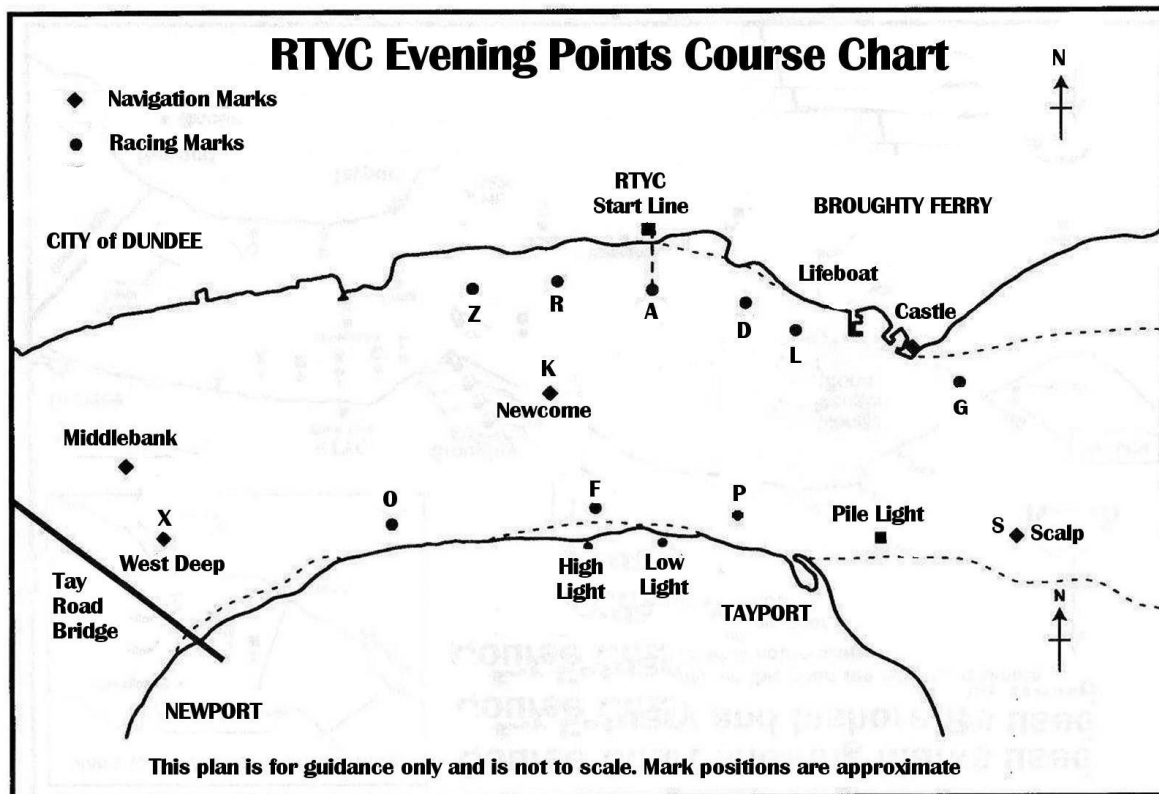 RTYC Evening Points Course Chart
N
Navigation Marks
Racing Marks
RTYC
Start Line
BROUGHTY FERRY
CITY of DUNDEE
Lifeboat
Castle
Z
R
A
D
L
K
Newcome
G
Middlebank
O
F
P
Pile Light
S
Scalp
X
West Deep
Tay
Road
Bridge
High
Light
Low
Light
TAYPORT
N
NEWPORT
This plan is for guidance only and is not to scale. Mark positions are approximate